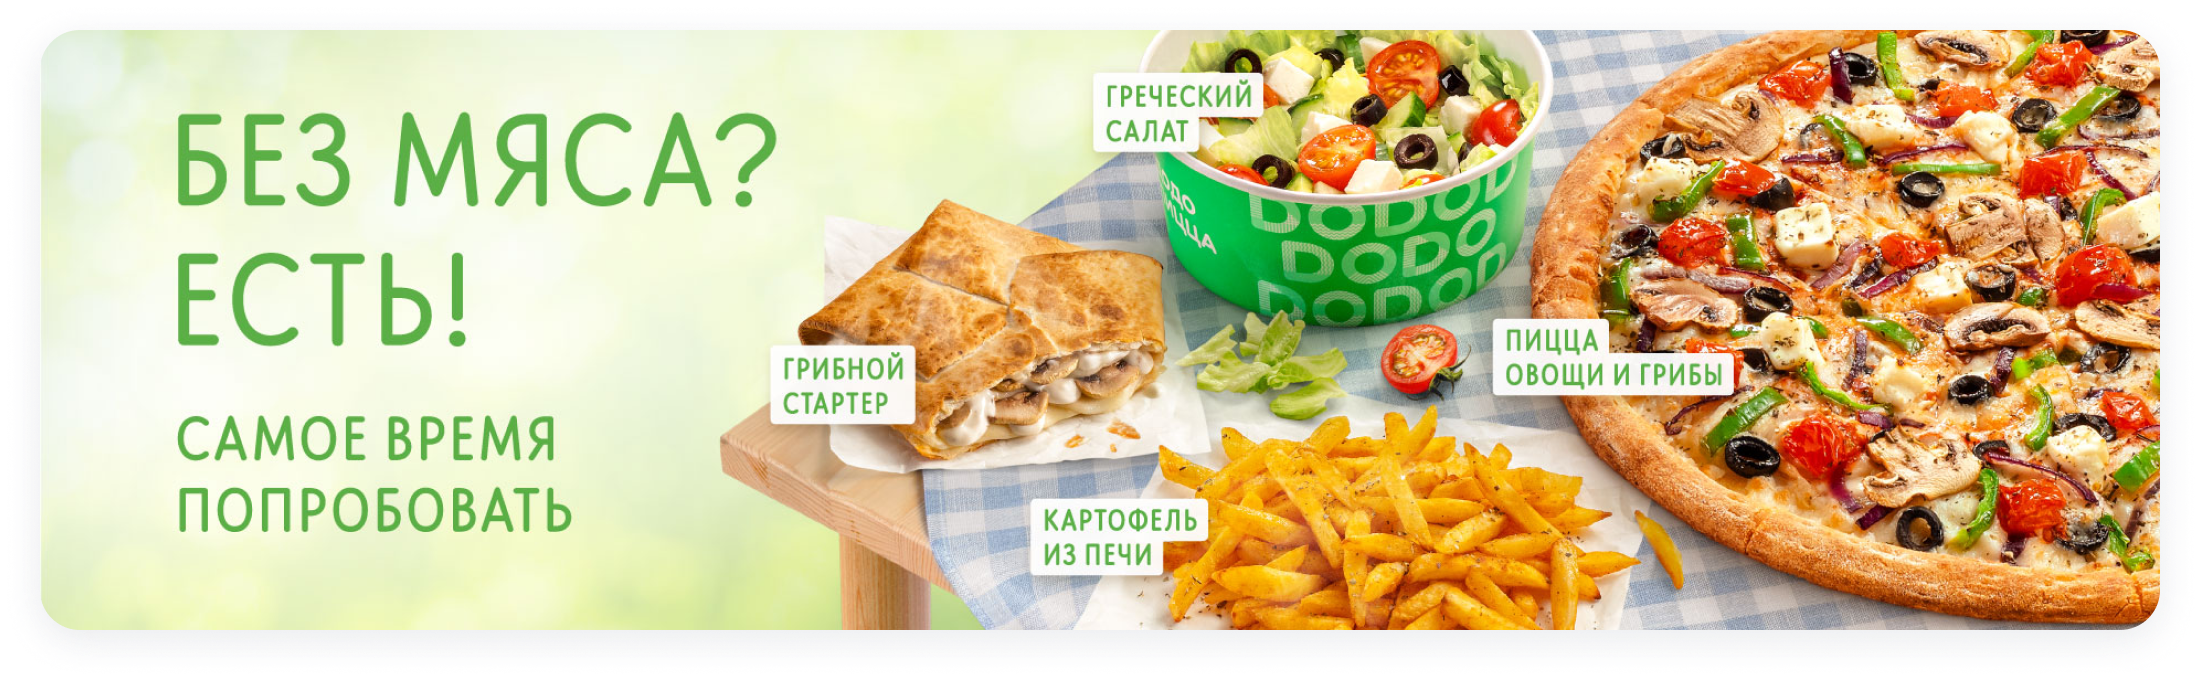 БЕЗ МЯСА?
ЕСТЬ!
САМОЕ ВРЕМЯ
ПОПРОБОВАТЬ
ГРЕЧЕСКИЙ
САЛАТ
DODO
DODO
DODO
ГРИБНОЙ
СТАРТЕР
ПИЦЦА
ОВОЩИ И ГРИБЫ
КАРТОФЕЛЬ
ИЗ ПЕЧИ